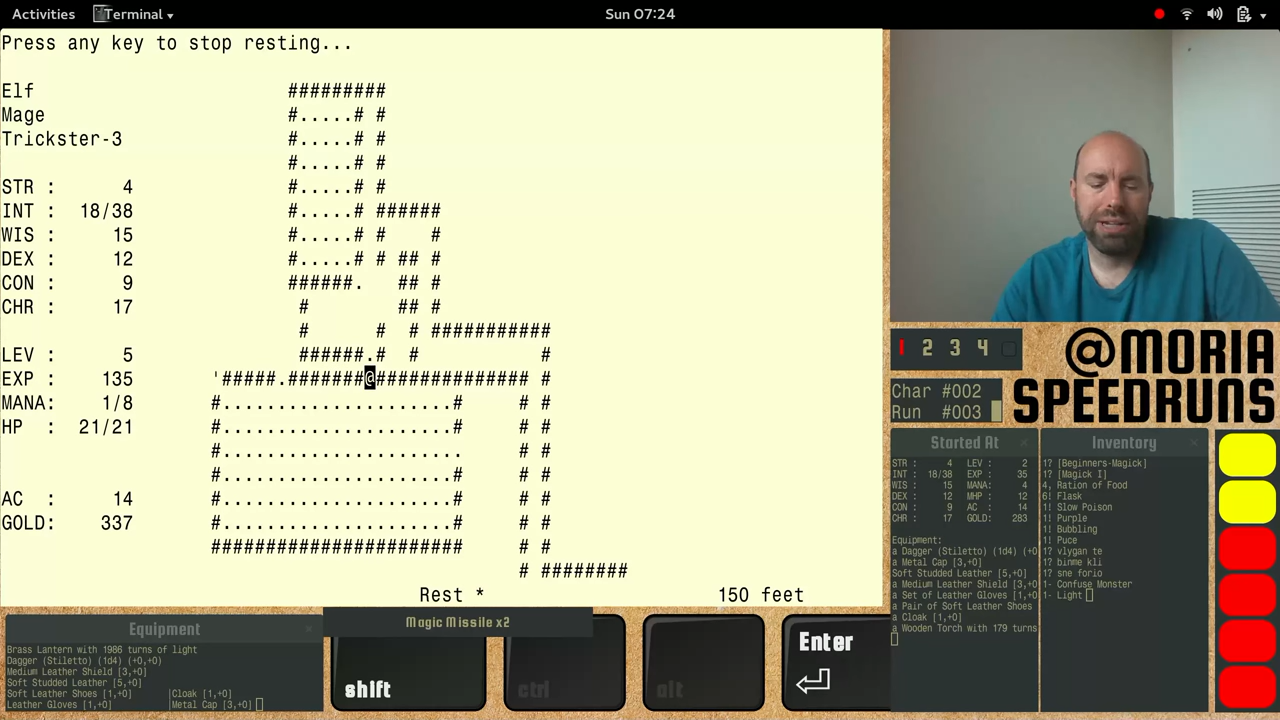 Activities Terminal Sun 07:24
Press any key to stop resting...
Elf #########
Mage #.....# #
Trickster-3 #.....# #
#.....# #
STR : 4 #.....# #
INT : 18/38 #.....# ######
WIS : 15 #.....# # #
DEX : 12 #.....# # ## #
CON : 9 ######. ## #
CHR : 17 # ## #
# # # ###########
LEV : 5 ######.# # #
EXP : 135 '#####.#######@############## #
MANA: 1/8 #...................# # #
HP : 21/21 #...................# # #
#.................... # #
#...................# # #
AC : 14 #...................# # #
GOLD: 337 #...................# # #
##################### # #
# ########
Rest * 150 feet
1 2 3 4
@MORIA
SPEEDRUNS
Char #002
Run #003
Started At
STR : 4 LEV : 2
INT : 18/38 EXP : 35
WIS : 15 MANA: 4
DEX : 12 MHP : 12
CON : 9 AC : 14
CHR : 17 GOLD: 283
Equipment:
a Dagger (Stiletto) (1d4) (+0
a Metal Cap [3,+0]
Soft Studded Leather [5,+0]
a Medium Leather Shield [3,+0
a Set of Leather Gloves [1,+0
a Pair of Soft Leather Shoes
a Cloak [1,+0]
a Wooden Torch with 179 turns
Inventory
1? [Beginners-Magick]
1? [Magick I]
4, Ration of Food
6! Flask
1! Slow Poison
1! Purple
1! Bubbling
1! Puce
1? vlygan te
1? binme kli
1? sne forio
1- Confuse Monster
1- Light
Equipment
Brass Lantern with 1986 turns of light
Dagger (Stiletto) (1d4) (+0,+0)
Medium Leather Shield [3,+0]
Soft Studded Leather [5,+0]
Soft Leather Shoes [1,+0] |Cloak [1,+0]
Leather Gloves [1,+0] |Metal Cap [3,+0]
Magic Missile x2
shift ctrl alt Enter